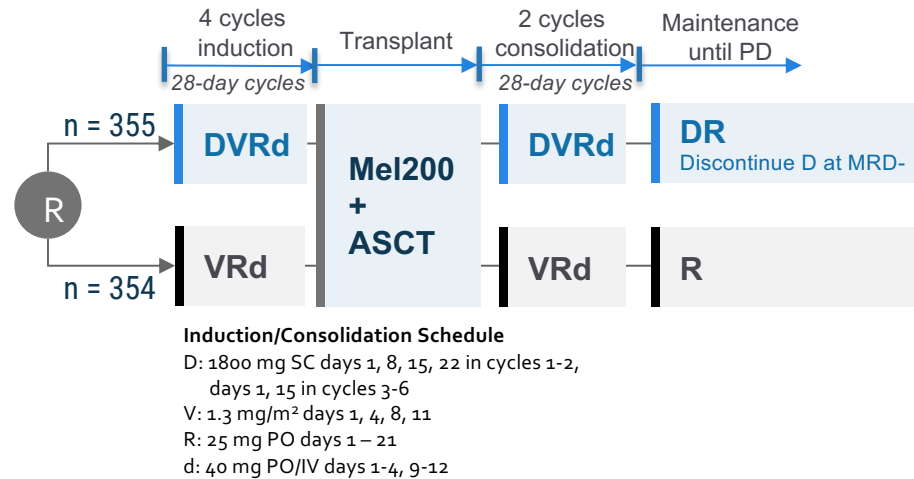 4 cycles
induction
Transplant
2 cycles
consolidation
Maintenance
until PD
28-day cycles
28-day cycles
n = 355
DVRd
Mel200
+
ASCT
DVRd
DR
Discontinue D at MRD-
R
VRd
VRd
R
n = 354
Induction/Consolidation Schedule
D: 1800 mg SC days 1, 8, 15, 22 in cycles 1-2,
days 1, 15 in cycles 3-6
V: 1.3 mg/m² days 1, 4, 8, 11
R: 25 mg PO days 1 – 21
d: 40 mg PO/IV days 1-4, 9-12